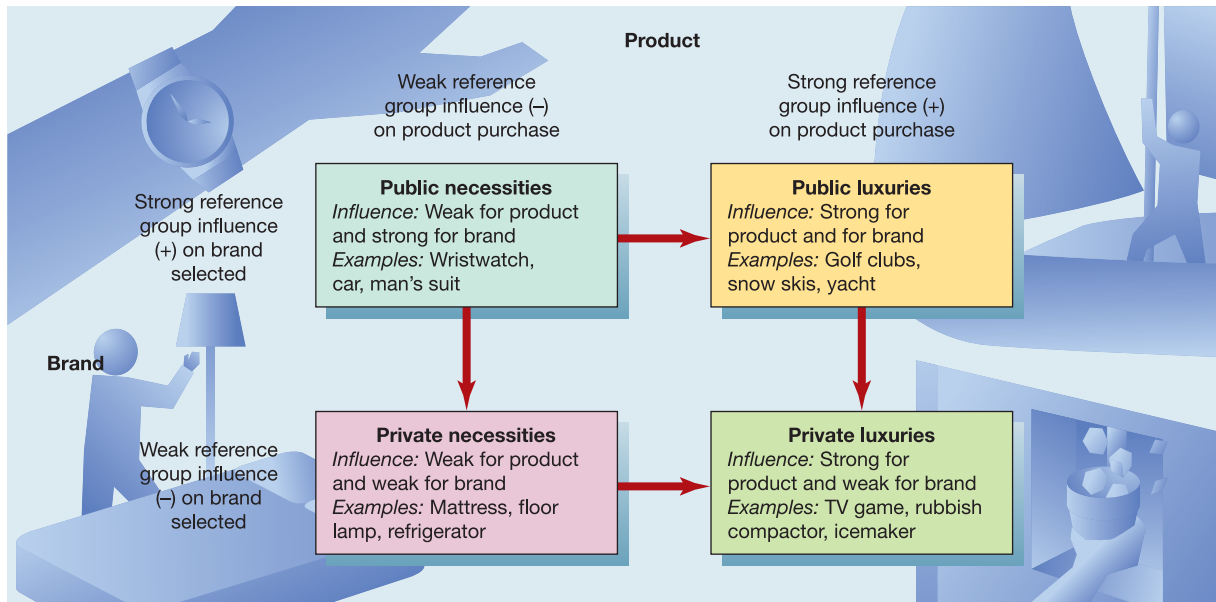 Product
Weak reference
group influence (–)
on product purchase
Strong reference
group influence (+)
on product purchase
Strong reference
group influence
(+) on brand
selected
Public necessities
Influence: Weak for product
and strong for brand
Examples: Wristwatch,
car, man's suit
Public luxuries
Influence: Strong for
product and for brand
Examples: Golf clubs,
snow skis, yacht
Brand
Weak reference
group influence
(–) on brand
selected
Private necessities
Influence: Weak for product
and weak for brand
Examples: Mattress, floor
lamp, refrigerator
Private luxuries
Influence: Strong for
product and weak for brand
Examples: TV game, rubbish
compactor, icemaker